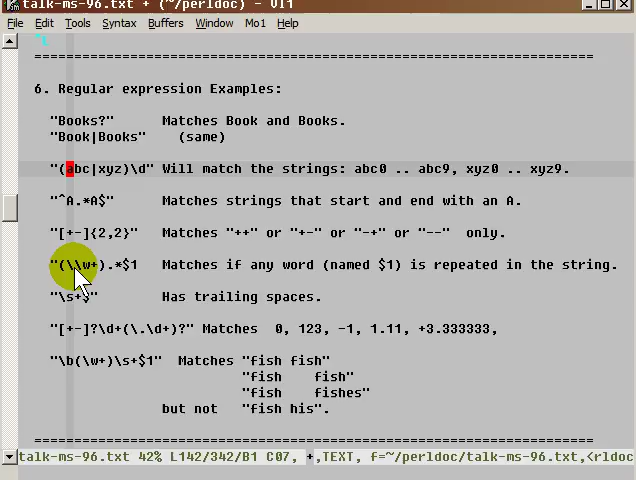 talk-ms-96.txt + (~/perldoc) - VI1
File Edit Tools Syntax Buffers Window Mo1 Help
^L
======================================================================
6. Regular expression Examples:
"Books?" Matches Book and Books.
"Book|Books" (same)
"(abc|xyz)\d" Will match the strings: abc0 .. abc9, xyz0 .. xyz9.
"^A.*A$" Matches strings that start and end with an A.
"[+-]{2,2}" Matches "++" or "+-" or "-+" or "--" only.
"(\\w+).*$1 Matches if any word (named $1) is repeated in the string.
"\s+$" Has trailing spaces.
"[+-]?\d+(\.\d+)?" Matches 0, 123, -1, 1.11, +3.333333,
"\b(\w+)\s+$1" Matches "fish fish"
"fish fish"
"fish fishes"
but not "fish his".
======================================================================
talk-ms-96.txt 42% L142/342/B1 C07, +,TEXT, f=~/perldoc/talk-ms-96.txt,<rldoc